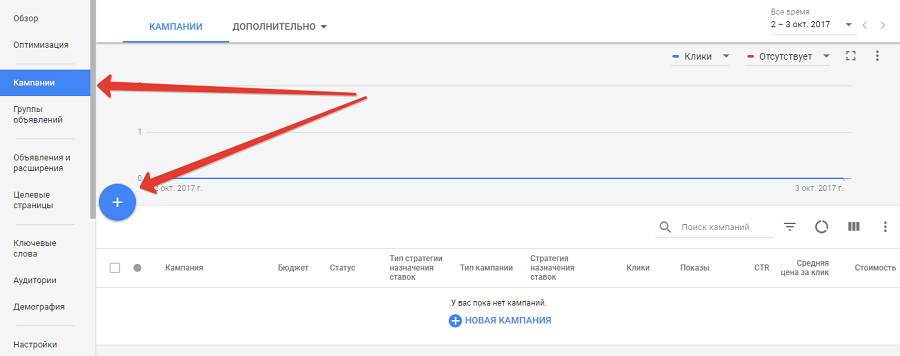 Обзор
Оптимизация
Кампании
Группы
объявлений
Объявления и
расширения
Целевые
страницы
Ключевые
слова
Аудитории
Демография
Настройки
КАМПАНИИ
ДОПОЛНИТЕЛЬНО
Все время
2 – 3 окт. 2017
Клики
Отсутствует
1
0
2 окт. 2017 г.
3 окт. 2017 г.
Поиск кампаний
Кампания
Бюджет
Статус
Тип стратегии
назначения
ставок
Тип кампании
Стратегия
назначения
ставок
Клики
Показы
CTR
Средняя
цена за клик
Стоимость
У вас пока нет кампаний.
НОВАЯ КАМПАНИЯ